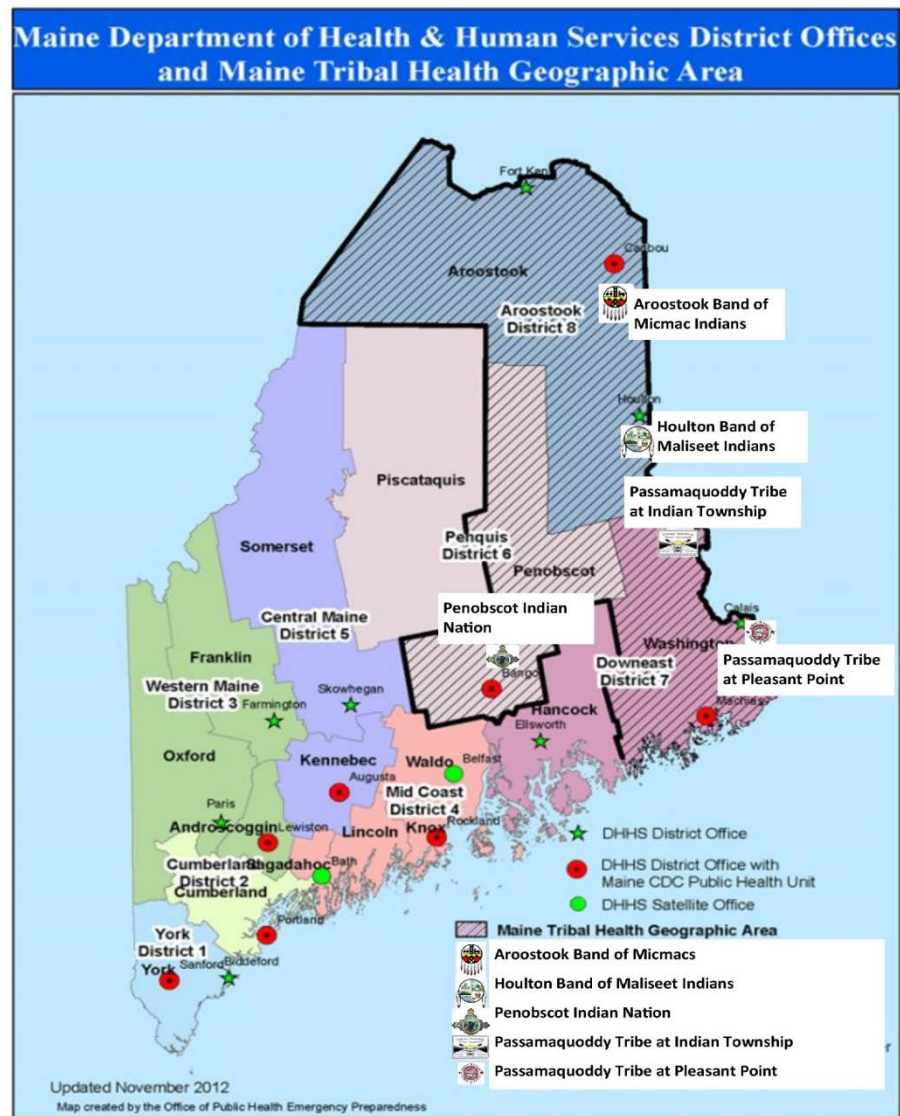 Maine Department of Health & Human Services District Offices
and Maine Tribal Health Geographic Area
Fort Kent
Caribou
Aroostook
Aroostook Band of
Micmac Indians
Aroostook
District 8
Houlton
Houlton Band of
Maliseet Indians
Piscataquis
Passamaquoddy Tribe
at Indian Township
Somerset
Penquis
District 6
Penobscot
Penobscot Indian
Nation
Calais
Central Maine
District 5
Washington
Franklin
Downeast
District 7
Passamaquoddy Tribe
at Pleasant Point
Western Maine
District 3
Skowhegan
Bangor
Farmington
Hancock
Machias
Ellsworth
Oxford
Kennebec
Waldo
Belfast
Augusta
Mid Coast
District 4
Paris
Androscoggin
Lewiston
Lincoln
Knox
Rockland
Cumberland
District 2
Sagadahoc
Bath
Cumberland
Portland
York
District 1
York
Sanford
Biddeford
DHHS District Office
DHHS District Office with
Maine CDC Public Health Unit
DHHS Satellite Office
Maine Tribal Health Geographic Area
Aroostook Band of Micmacs
Houlton Band of Maliseet Indians
Penobscot Indian Nation
Passamaquoddy Tribe at Indian Township
Passamaquoddy Tribe at Pleasant Point
Updated November 2012
Map created by the Office of Public Health Emergency Preparedness